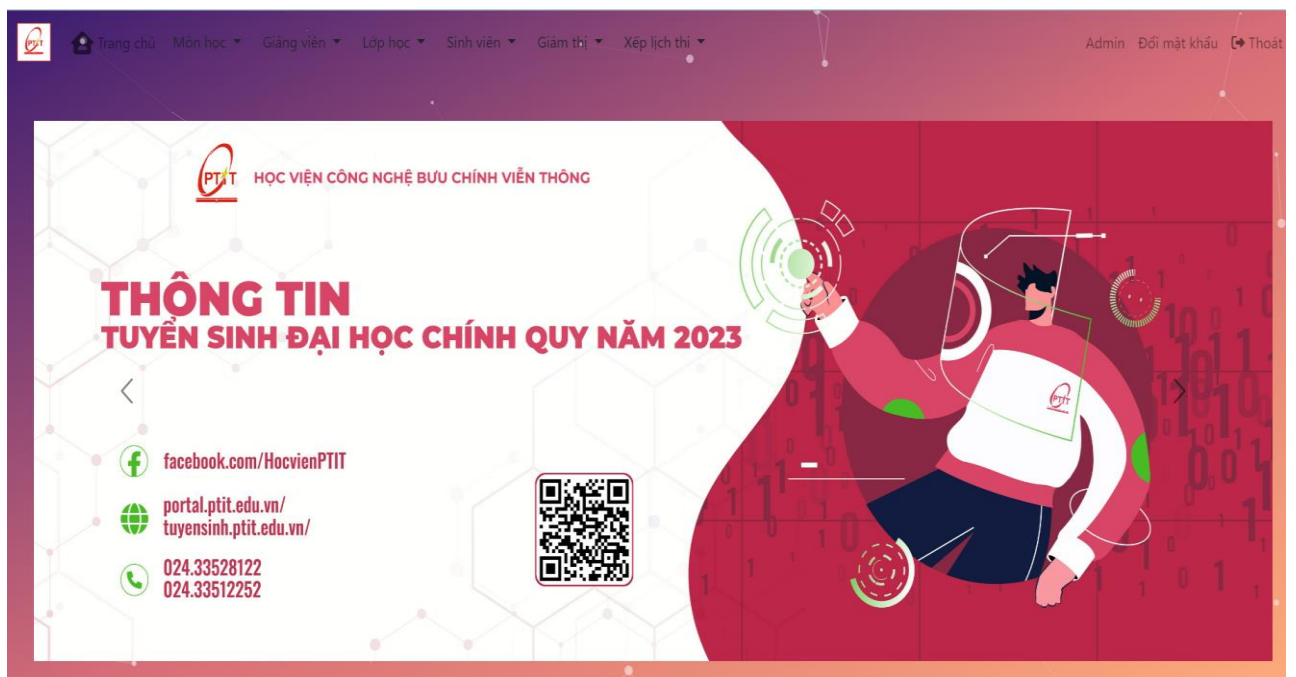 PTIT
Trang chủ Môn học Giảng viên Lớp học Sinh viên Giám thị Xếp lịch thi Admin Đổi mật khẩu Thoát
PTIT HỌC VIỆN CÔNG NGHỆ BƯU CHÍNH VIỄN THÔNG
THÔNG TIN
TUYỂN SINH ĐẠI HỌC CHÍNH QUY NĂM 2023
PTIT
facebook.com/HocvienPTIT
portal.ptit.edu.vn/
tuyensinh.ptit.edu.vn/
024.33528122
024.33512252